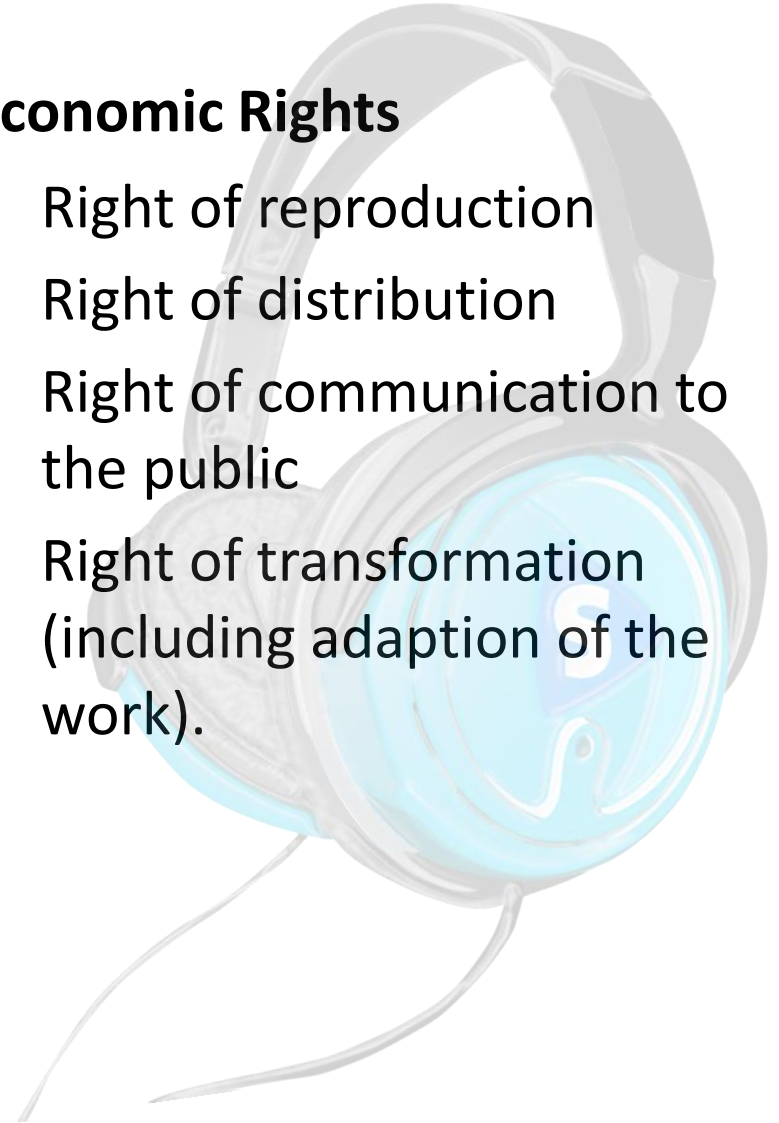 conomic Rights
Right of reproduction
Right of distribution
Right of communication to
the public
Right of transformation
(including adaption of the
work).
S